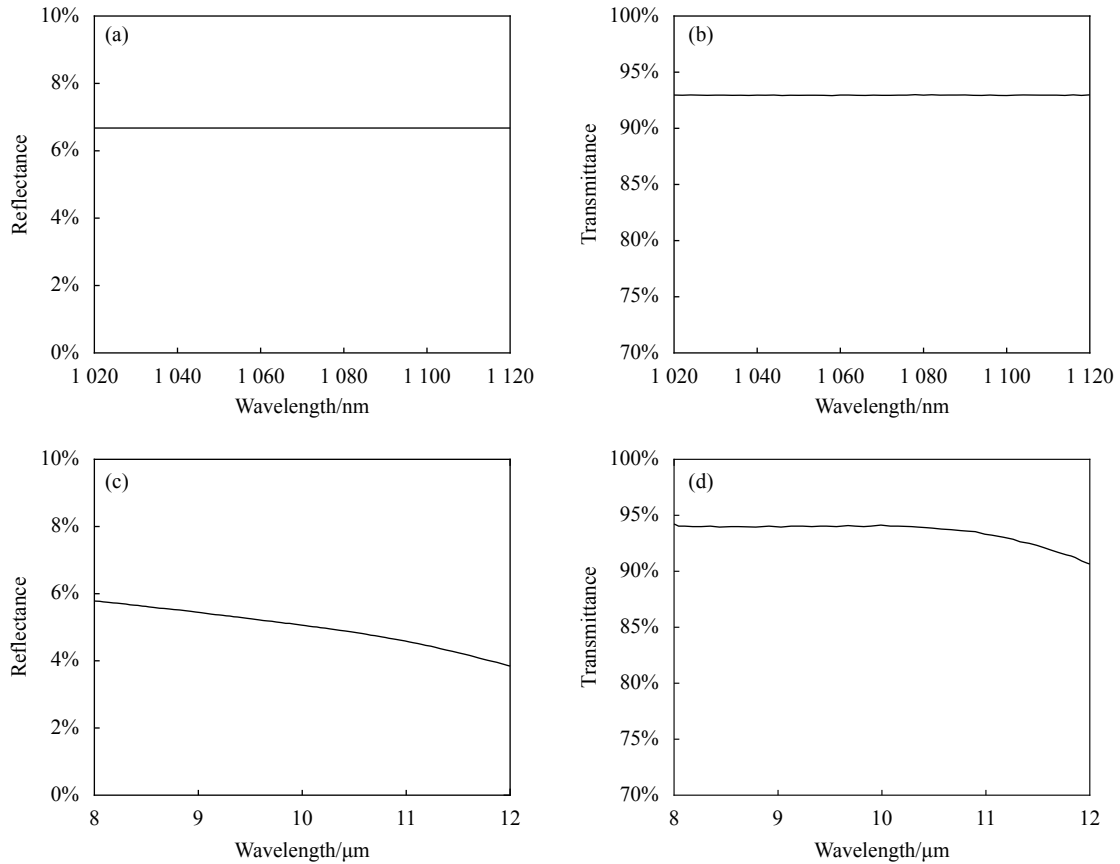 10%
(a)
8%
6%
4%
2%
0%
Reflectance
1 020 1 040 1 060 1 080 1 100 1 120
Wavelength/nm
100%
(b)
95%
90%
85%
80%
75%
70%
Transmittance
1 020 1 040 1 060 1 080 1 100 1 120
Wavelength/nm
10%
(c)
8%
6%
4%
2%
0%
Reflectance
8 9 10 11 12
Wavelength/μm
100%
(d)
95%
90%
85%
80%
75%
70%
Transmittance
8 9 10 11 12
Wavelength/μm